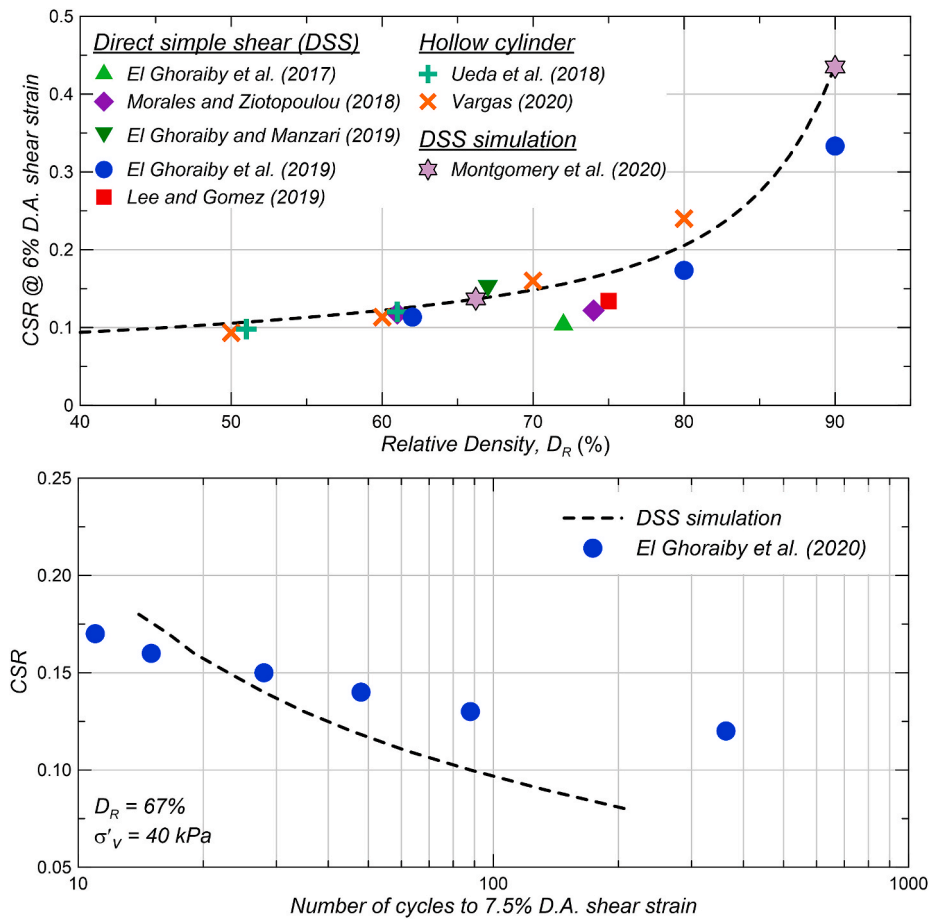 0.5
0.4
0.3
0.2
0.1
0
CSR @ 6% D.A. shear strain
Direct simple shear (DSS)
El Ghoraiby et al. (2017)
Morales and Ziotopoulou (2018)
El Ghoraiby and Manzari (2019)
El Ghoraiby et al. (2019)
Lee and Gomez (2019)
Hollow cylinder
Ueda et al. (2018)
Vargas (2020)
DSS simulation
Montgomery et al. (2020)
40 50 60 70 80 90
Relative Density, D_R (%)
0.25
0.20
0.15
0.10
0.05
CSR
DSS simulation
El Ghoraiby et al. (2020)
D_R = 67%
σ'_v = 40 kPa
10 100 1000
Number of cycles to 7.5% D.A. shear strain